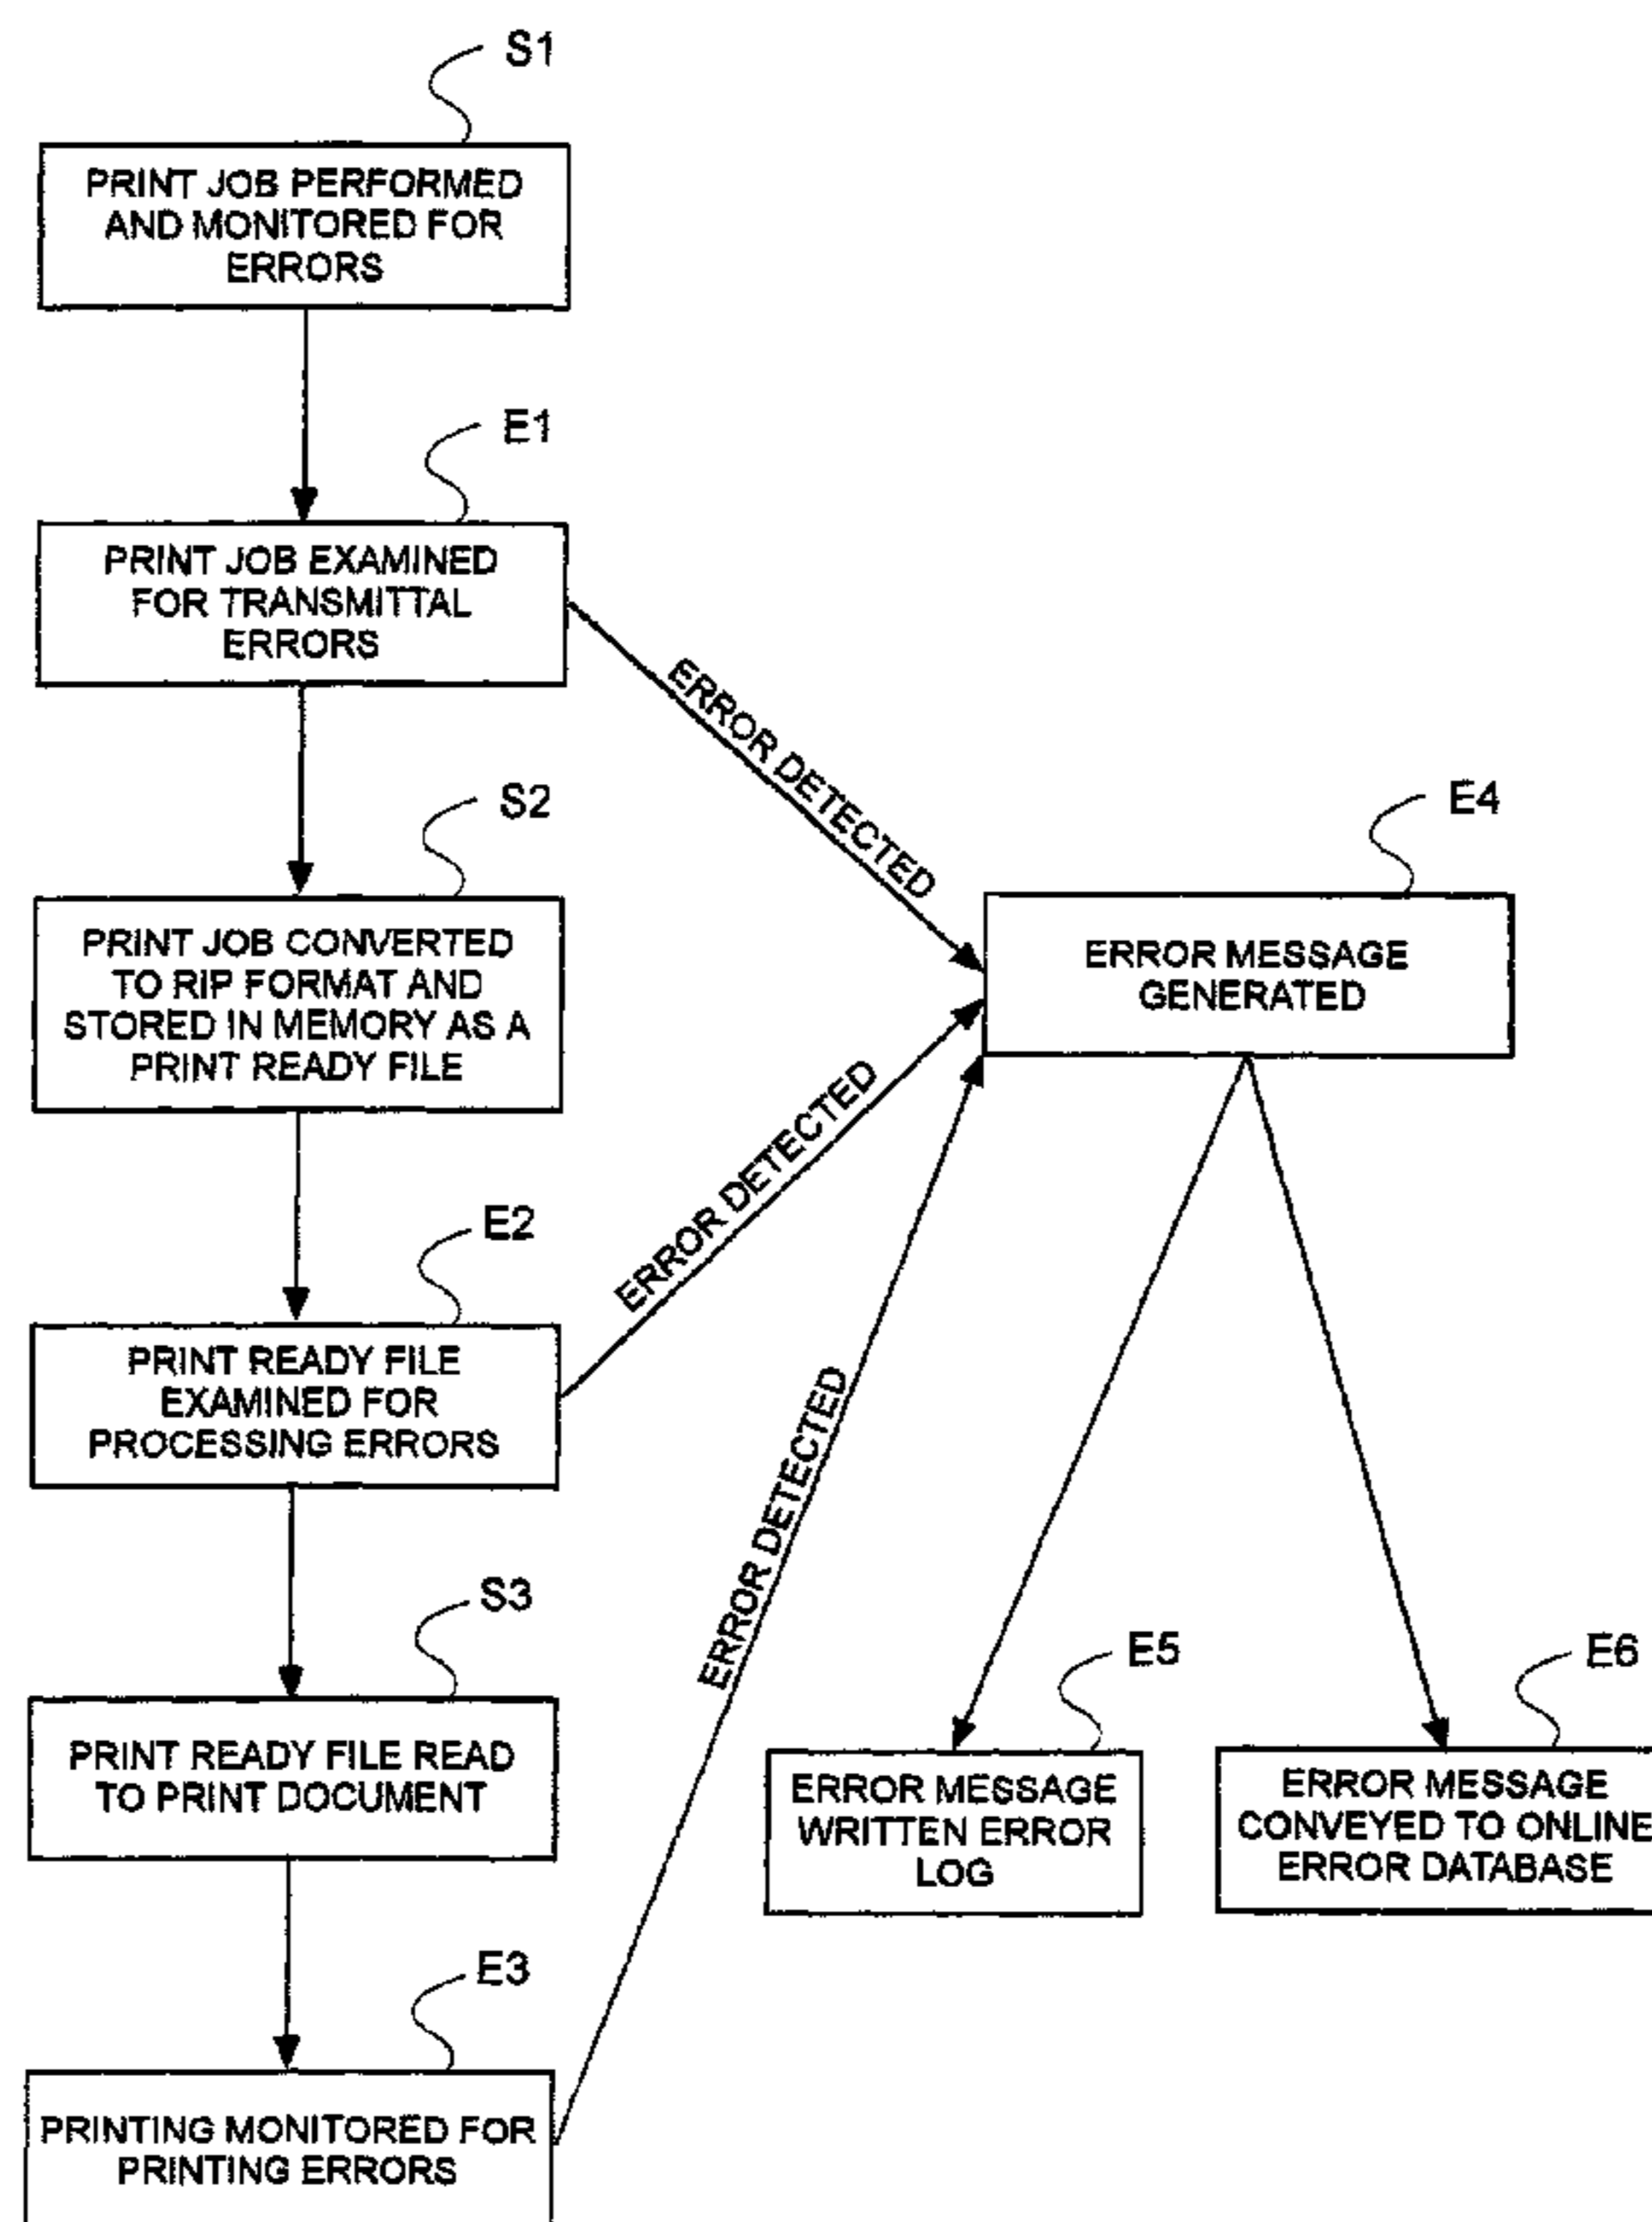 S1
PRINT JOB PERFORMED
AND MONITORED FOR
ERRORS
E1
PRINT JOB EXAMINED
FOR TRANSMITTAL
ERRORS
ERROR DETECTED
S2
PRINT JOB CONVERTED
TO RIP FORMAT AND
STORED IN MEMORY AS A
PRINT READY FILE
E4
ERROR MESSAGE
GENERATED
E2
PRINT READY FILE
EXAMINED FOR
PROCESSING ERRORS
ERROR DETECTED
S3
PRINT READY FILE READ
TO PRINT DOCUMENT
ERROR DETECTED
E5
ERROR MESSAGE
WRITTEN ERROR
LOG
E6
ERROR MESSAGE
CONVEYED TO ONLINE
ERROR DATABASE
E3
PRINTING MONITORED FOR
PRINTING ERRORS